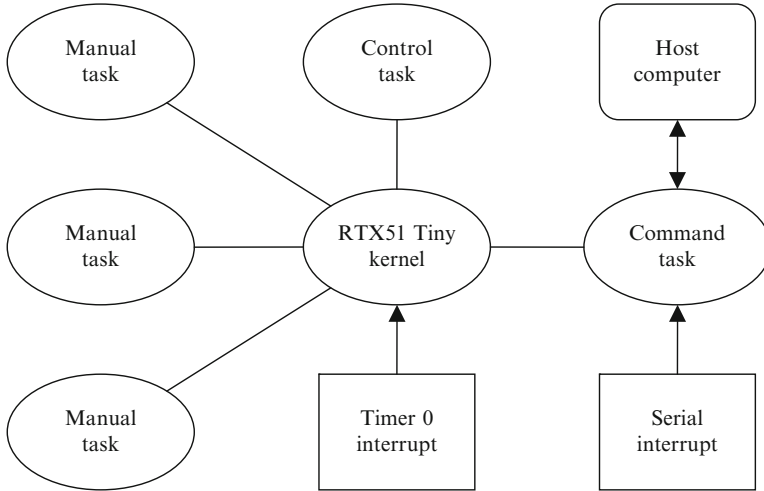 Manual
task
Control
task
Host
computer
Manual
task
RTX51 Tiny
kernel
Command
task
Manual
task
Timer 0
interrupt
Serial
interrupt